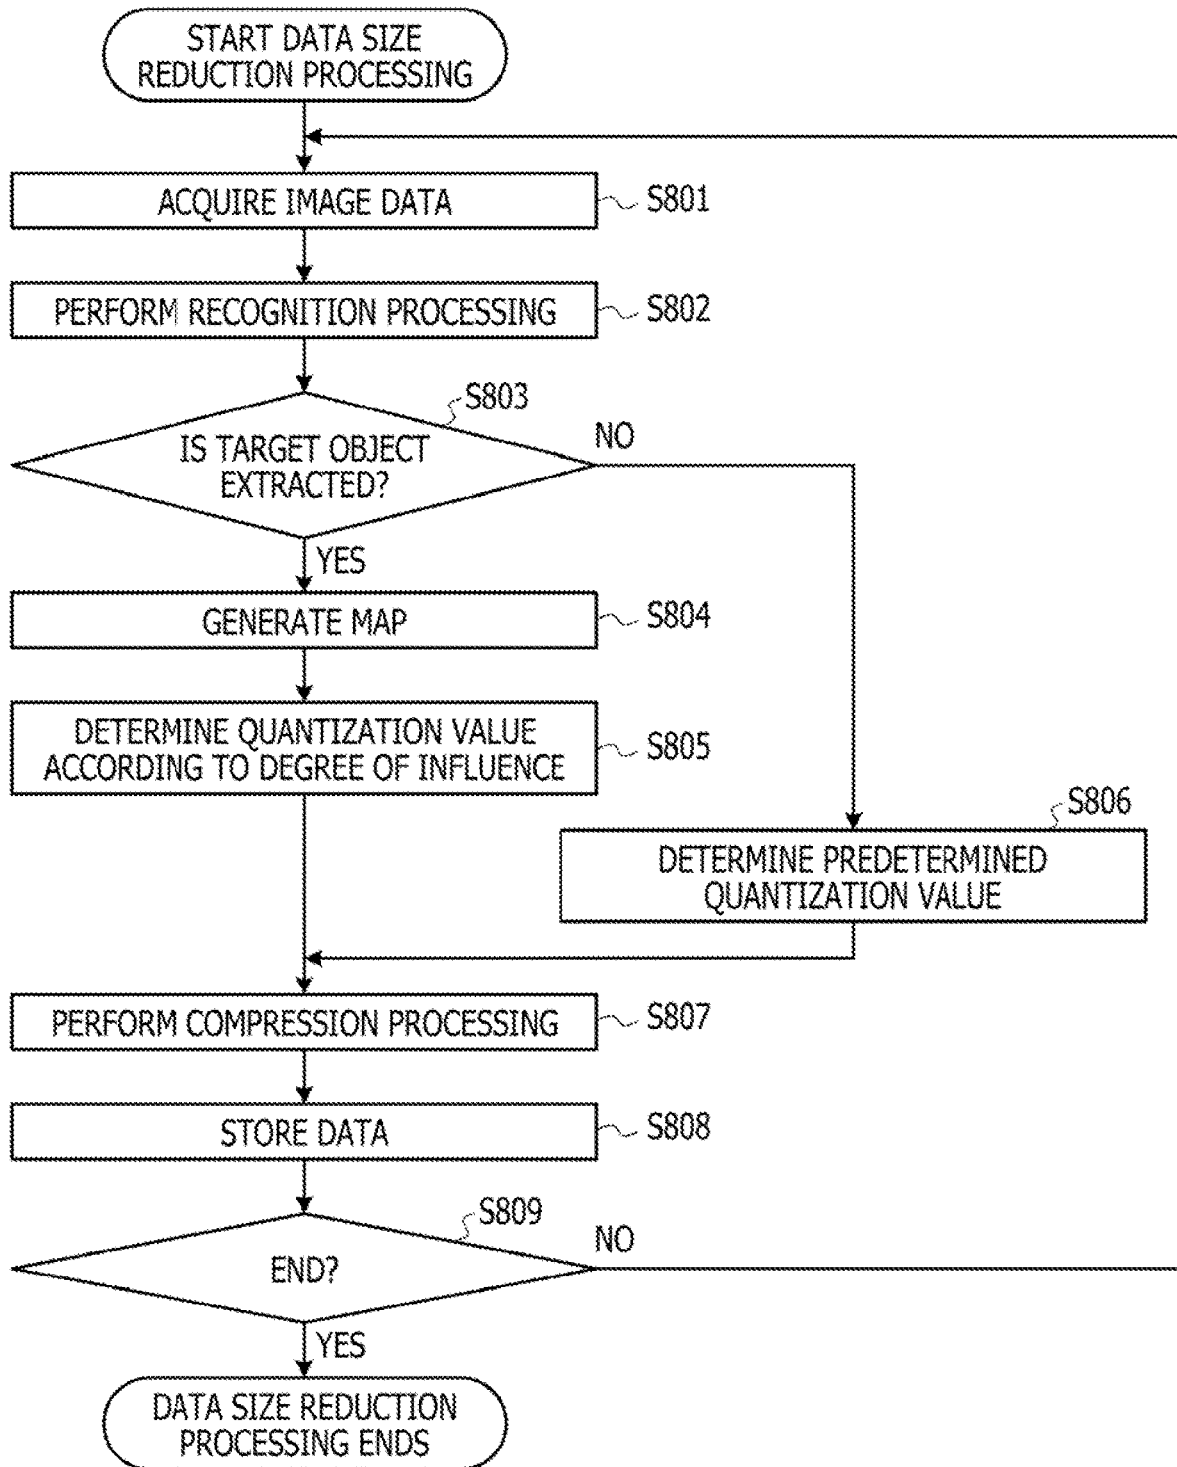 START DATA SIZE
REDUCTION PROCESSING
ACQUIRE IMAGE DATA
S801
PERFORM RECOGNITION PROCESSING
S802
S803
IS TARGET OBJECT
EXTRACTED?
NO
YES
GENERATE MAP
S804
DETERMINE QUANTIZATION VALUE
ACCORDING TO DEGREE OF INFLUENCE
S805
S806
DETERMINE PREDETERMINED
QUANTIZATION VALUE
PERFORM COMPRESSION PROCESSING
S807
STORE DATA
S808
S809
END?
NO
YES
DATA SIZE REDUCTION
PROCESSING ENDS